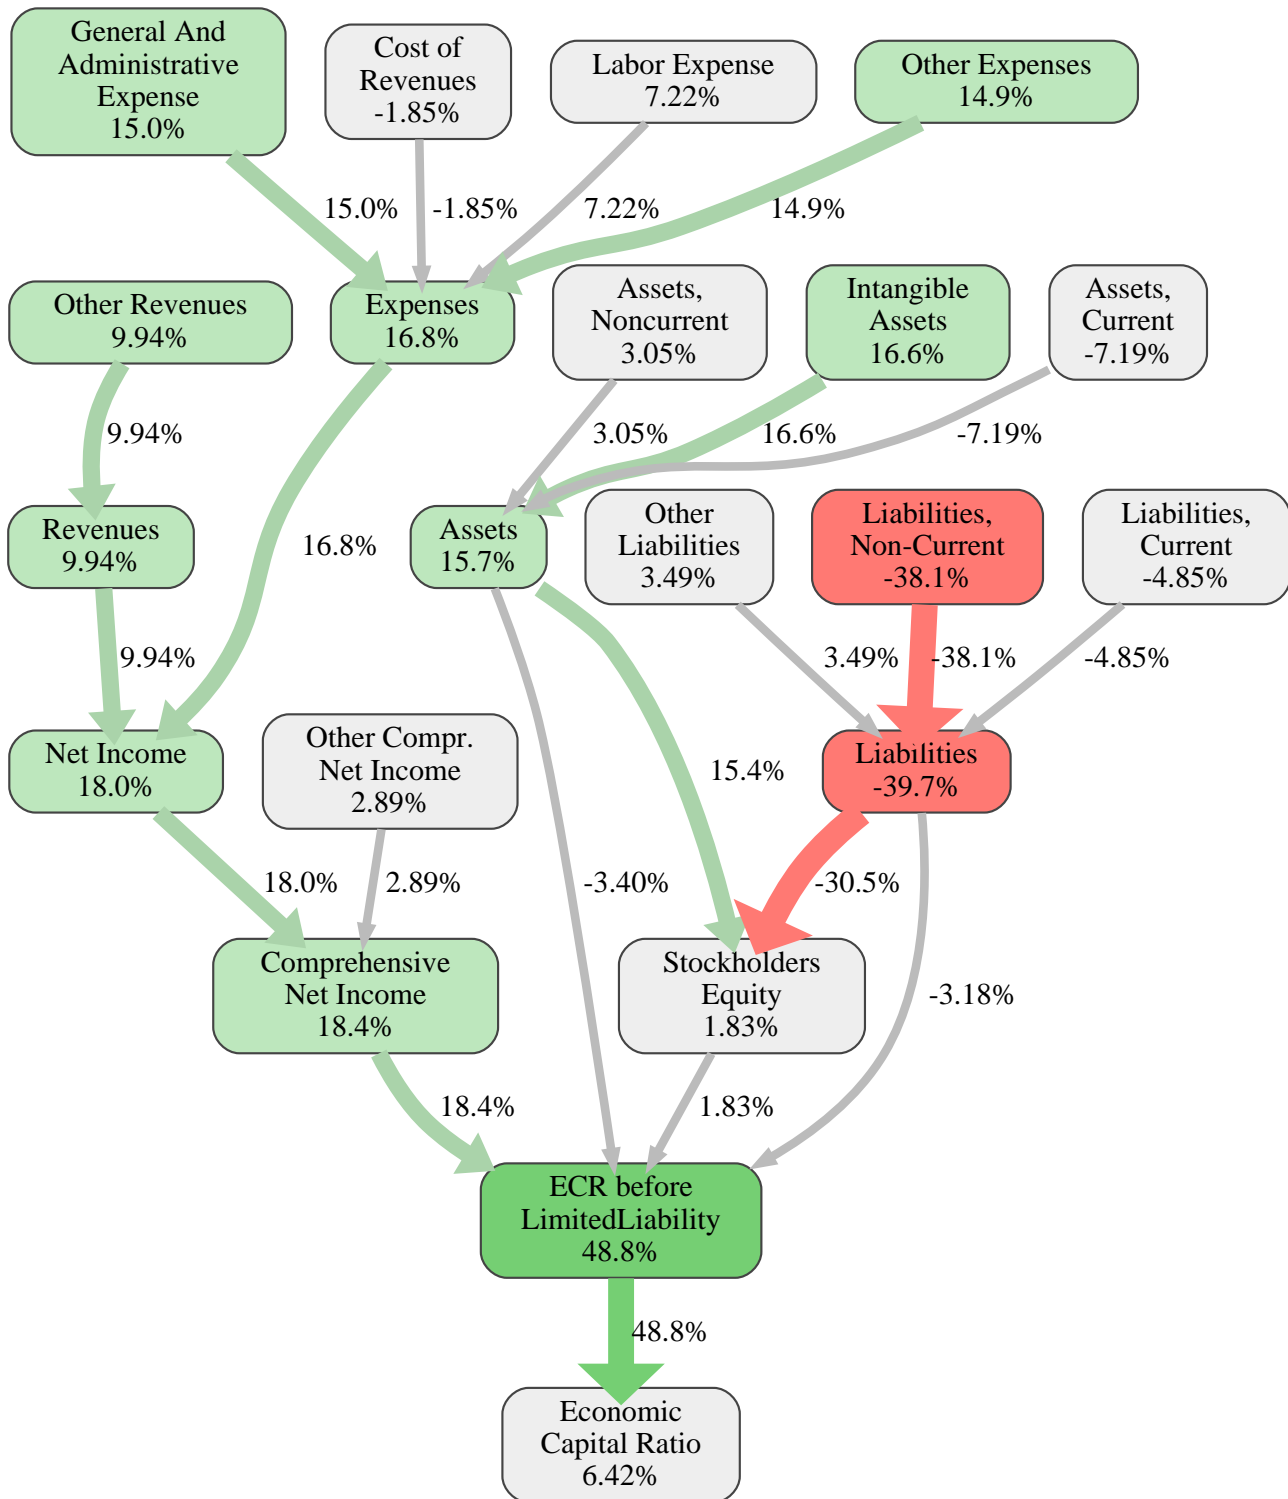 General And
Administrative
Expense
15.0%
Cost of
Revenues
-1.85%
Labor Expense
7.22%
Other Expenses
14.9%
15.0%
-1.85%
7.22%
14.9%
Other Revenues
9.94%
Expenses
16.8%
Assets,
Noncurrent
3.05%
Intangible
Assets
16.6%
Assets,
Current
-7.19%
9.94%
3.05%
16.6%
-7.19%
Revenues
9.94%
16.8%
Assets
15.7%
Other
Liabilities
3.49%
Liabilities,
Non-Current
-38.1%
Liabilities,
Current
-4.85%
9.94%
3.49%
-38.1%
-4.85%
Net Income
18.0%
Other Compr.
Net Income
2.89%
15.4%
Liabilities
-39.7%
18.0%
2.89%
-3.40%
-30.5%
Comprehensive
Net Income
18.4%
Stockholders
Equity
1.83%
-3.18%
18.4%
1.83%
ECR before
LimitedLiability
48.8%
48.8%
Economic
Capital Ratio
6.42%